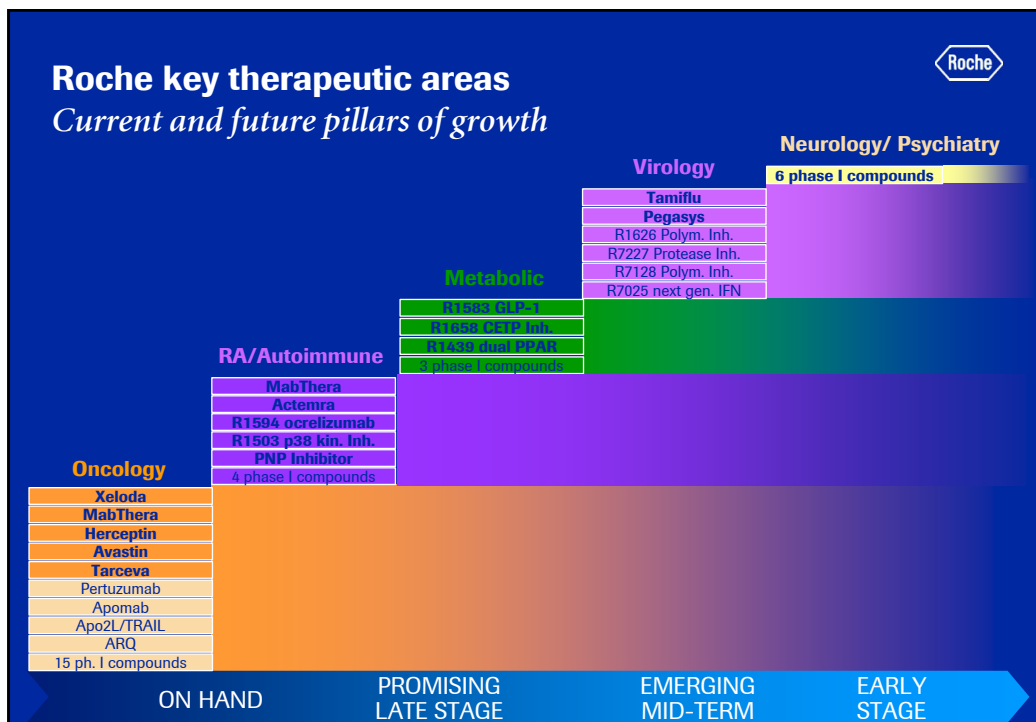 Roche key therapeutic areas
Current and future pillars of growth
Roche
Neurology/ Psychiatry
6 phase I compounds
Virology
Tamiflu
Pegasys
R1626 Polym. Inh.
R7227 Protease Inh.
R7128 Polym. Inh.
R7025 next gen. IFN
Metabolic
R1583 GLP-1
R1658 CETP Inh.
R1439 dual PPAR
3 phase I compounds
RA/Autoimmune
MabThera
Actemra
R1594 ocrelizumab
R1503 p38 kin. Inh.
PNP Inhibitor
4 phase I compounds
Oncology
Xeloda
MabThera
Herceptin
Avastin
Tarceva
Pertuzumab
Apomab
Apo2L/TRAIL
ARQ
15 ph. I compounds
ON HAND
PROMISING
LATE STAGE
EMERGING
MID-TERM
EARLY
STAGE